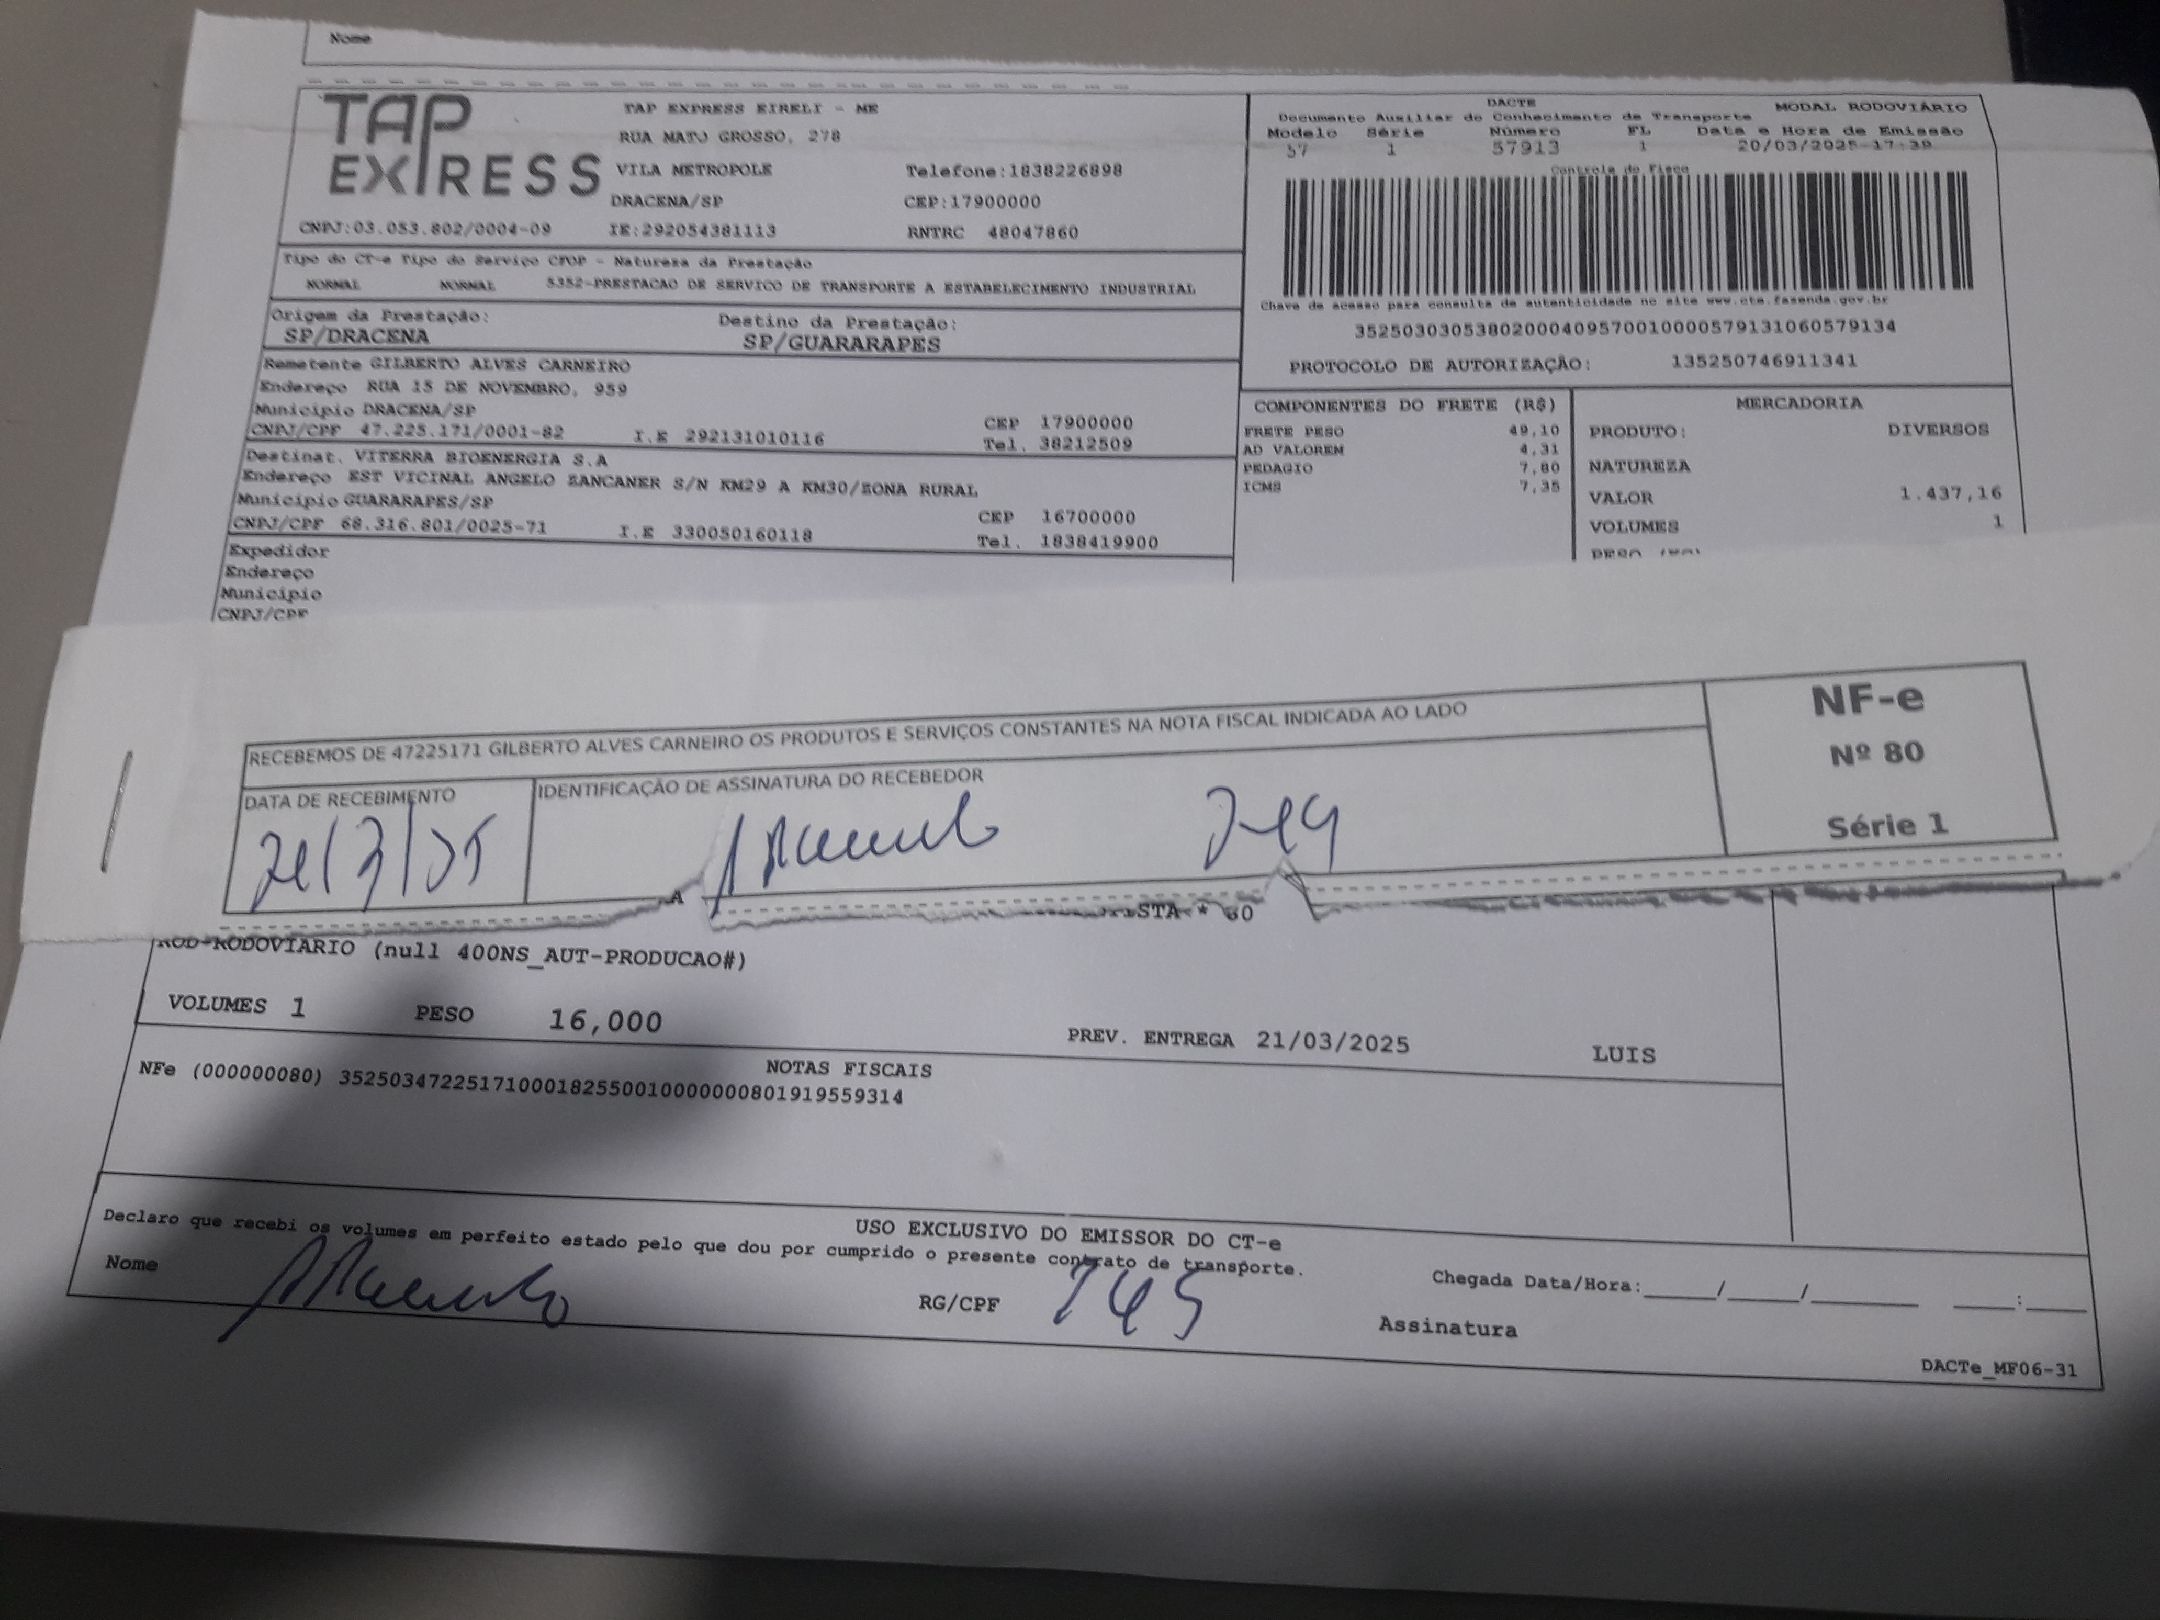 Nome
TAP EXPRESS
TAP EXPRESS EIRELI - ME
RUA MATO GROSSO, 278
VILA METROPOLE Telefone:1838226898
DRACENA/SP CEP:17900000
CNPJ:03.053.802/0004-09 IE:292054381113 RNTRC 48047860
DACTE MODAL RODOVIÁRIO
Documento Auxiliar do Conhecimento de Transporte
Modelo Série Número FL Data e Hora de Emissão
57 1 57913 1 20/03/2025-17:39
Controle do Fisco
Chave de acesso para consulta de autenticidade no site www.cte.fazenda.gov.br
35250303053802000409570010000579131060579134
PROTOCOLO DE AUTORIZAÇÃO: 135250746911341
Tipo do CT-e Tipo do Serviço CFOP - Natureza da Prestação
NORMAL NORMAL 5352-PRESTACAO DE SERVICO DE TRANSPORTE A ESTABELECIMENTO INDUSTRIAL
Origem da Prestação: Destino da Prestação:
SP/DRACENA SP/GUARARAPES
Remetente GILBERTO ALVES CARNEIRO
Endereço RUA 15 DE NOVEMBRO, 959
Município DRACENA/SP CEP 17900000
CNPJ/CPF 47.225.171/0001-82 I.E 292131010116 Tel. 38212509
Destinat. VITERRA BIOENERGIA S.A
Endereço EST VICINAL ANGELO ZANCANER S/N KM29 A KM30/ZONA RURAL
Município GUARARAPES/SP CEP 16700000
CNPJ/CPF 68.316.801/0025-71 I.E 330050160118 Tel. 1838419900
Expedidor
Endereço
Município
CNPJ/CPF
COMPONENTES DO FRETE (R$)
FRETE PESO 49,10
AD VALOREM 4,31
PEDAGIO 7,80
ICMS 7,35
MERCADORIA
PRODUTO: DIVERSOS
NATUREZA
VALOR 1.437,16
VOLUMES 1
PESO (KG)
RECEBEMOS DE 47225171 GILBERTO ALVES CARNEIRO OS PRODUTOS E SERVIÇOS CONSTANTES NA NOTA FISCAL INDICADA AO LADO
DATA DE RECEBIMENTO IDENTIFICAÇÃO DE ASSINATURA DO RECEBEDOR
NF-e
Nº 80
Série 1
ROD-RODOVIARIO (null 400NS_AUT-PRODUCAO#)
VOLUMES 1 PESO 16,000 PREV. ENTREGA 21/03/2025 LUIS
NOTAS FISCAIS
NFe (000000080) 35250347225171000182550010000000801919559314
USO EXCLUSIVO DO EMISSOR DO CT-e
Declaro que recebi os volumes em perfeito estado pelo que dou por cumprido o presente contrato de transporte.
Nome RG/CPF 745 Chegada Data/Hora:_____/_____/_______ ____:____
Assinatura
DACTe_MF06-31